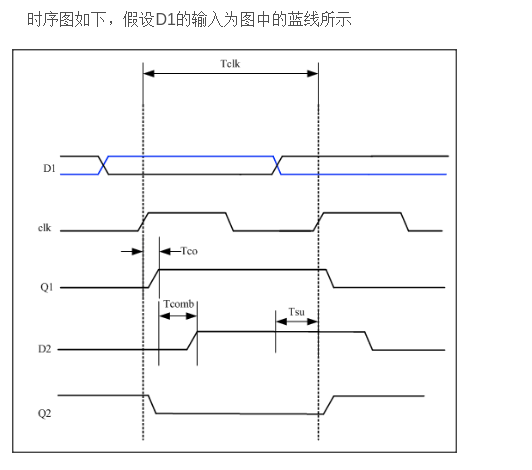 时序图如下，假设D1的输入为图中的蓝线所示
Tclk
D1
clk
Tco
Q1
Tcomb
Tsu
D2
Q2